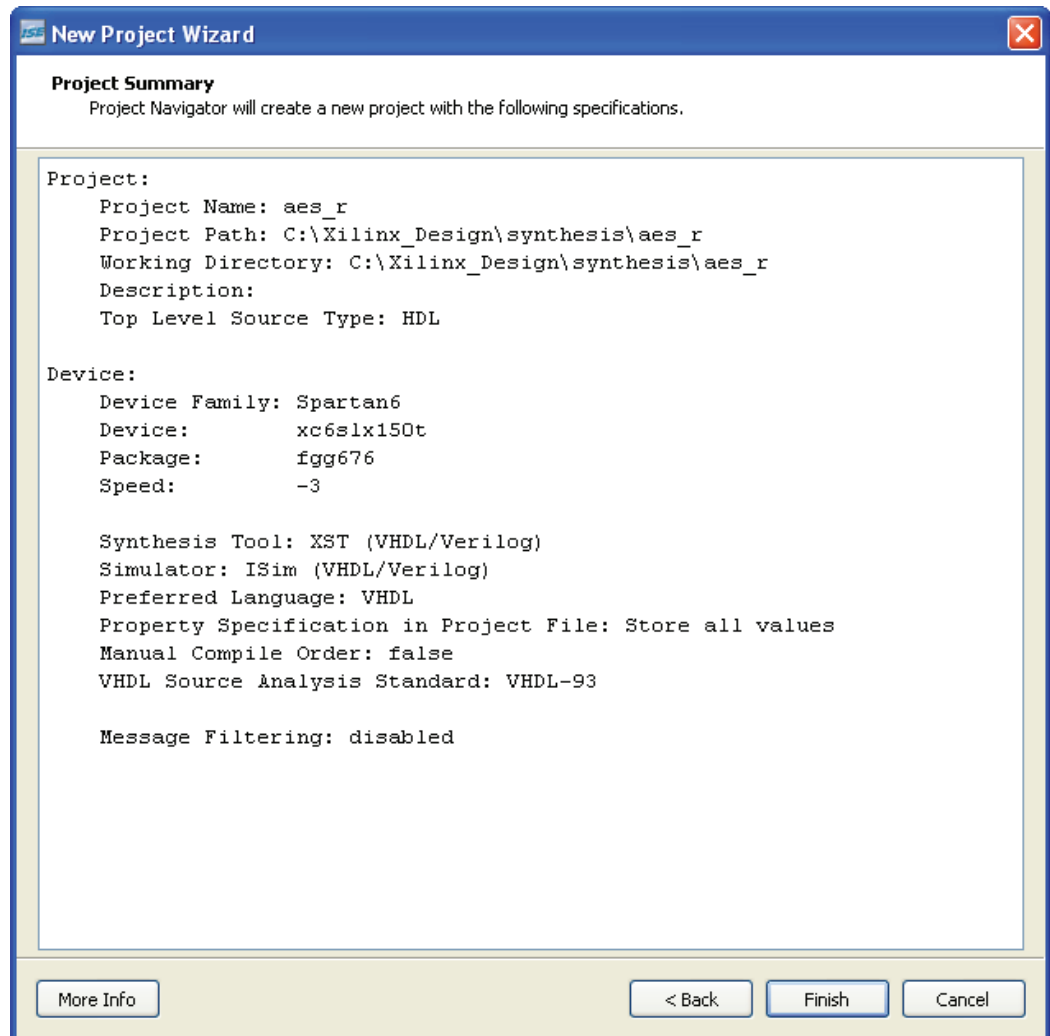 ISE New Project Wizard
Project Summary
Project Navigator will create a new project with the following specifications.
Project:
Project Name: aes_r
Project Path: C:\Xilinx_Design\synthesis\aes_r
Working Directory: C:\Xilinx_Design\synthesis\aes_r
Description:
Top Level Source Type: HDL
Device:
Device Family: Spartan6
Device: xc6slx150t
Package: fgg676
Speed: -3
Synthesis Tool: XST (VHDL/Verilog)
Simulator: ISim (VHDL/Verilog)
Preferred Language: VHDL
Property Specification in Project File: Store all values
Manual Compile Order: false
VHDL Source Analysis Standard: VHDL-93
Message Filtering: disabled
More Info < Back Finish Cancel